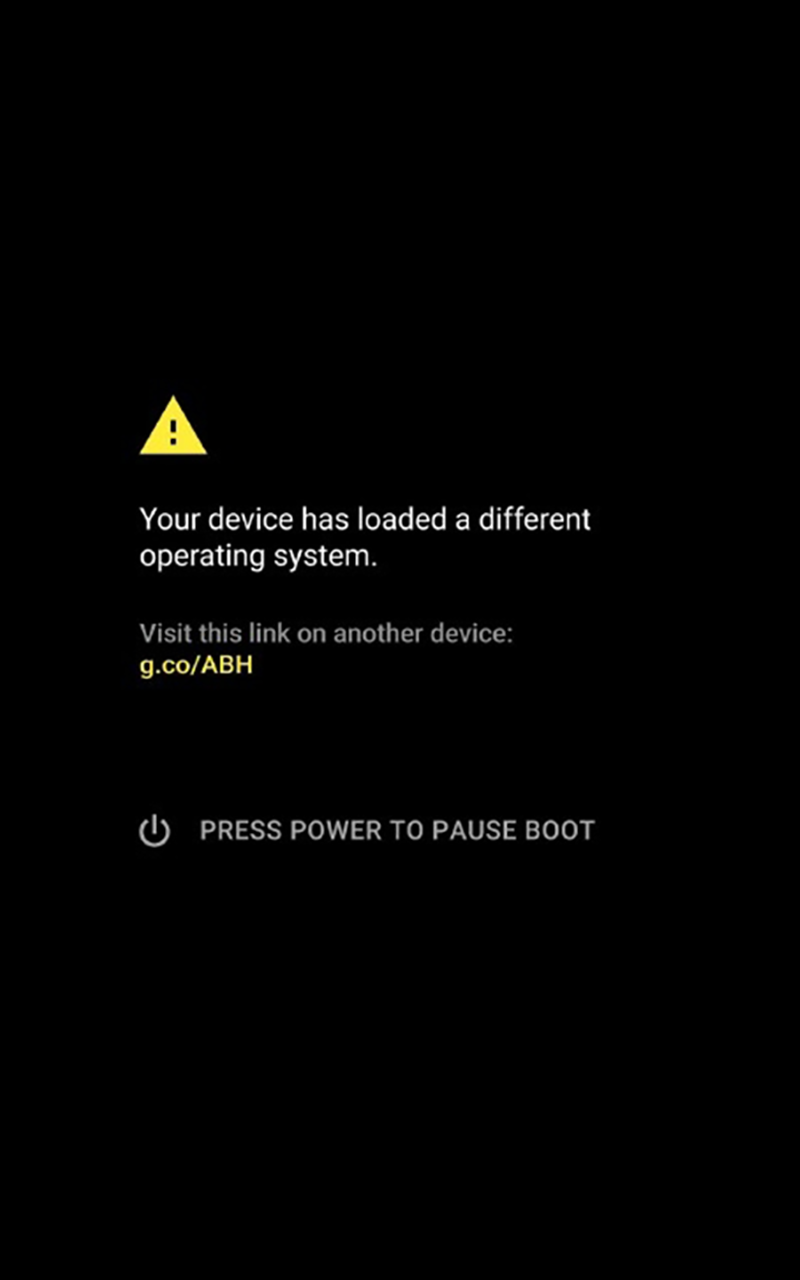 Your device has loaded a different
operating system.
Visit this link on another device:
g.co/ABH
PRESS POWER TO PAUSE BOOT